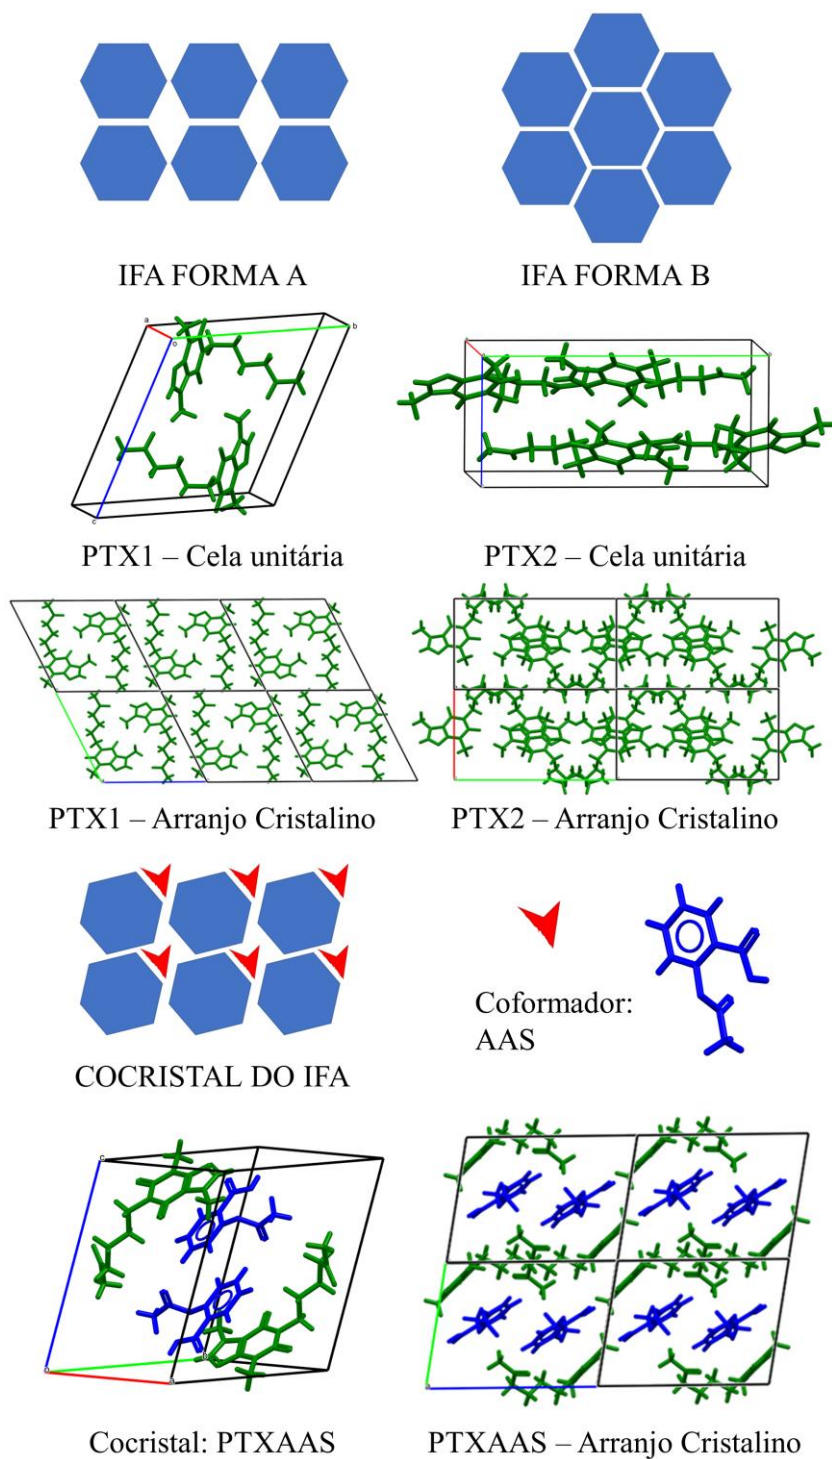 IFA FORMA A
IFA FORMA B
a
o
b
c
PTX1 – Cela unitária
PTX2 – Cela unitária
PTX1 – Arranjo Cristalino
PTX2 – Arranjo Cristalino
COCRISTAL DO IFA
Coformador:
AAS
c
o
b
a
Cocristal: PTXAAS
PTXAAS – Arranjo Cristalino